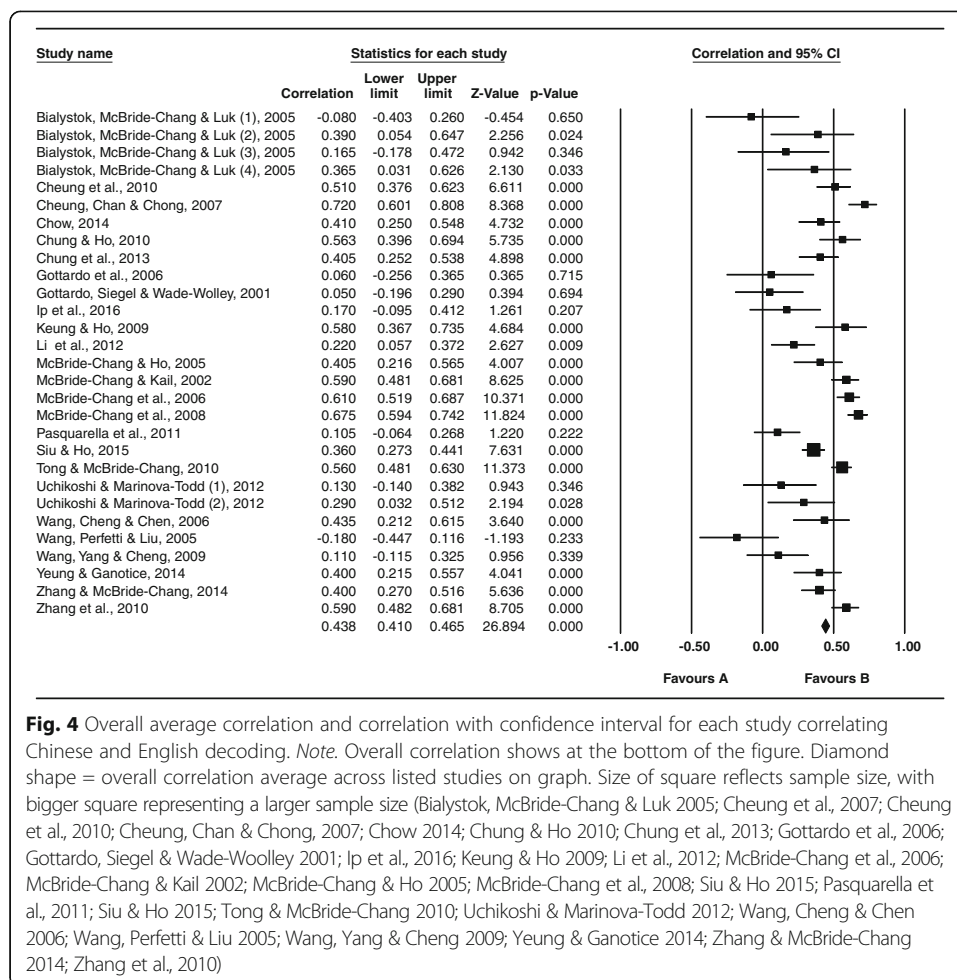 Study name Statistics for each study Correlation and 95% CI
Correlation Lower limit Upper limit Z-Value p-Value
Bialystok, McBride-Chang & Luk (1), 2005 -0.080 -0.403 0.260 -0.454 0.650
Bialystok, McBride-Chang & Luk (2), 2005 0.390 0.054 0.647 2.256 0.024
Bialystok, McBride-Chang & Luk (3), 2005 0.165 -0.178 0.472 0.942 0.346
Bialystok, McBride-Chang & Luk (4), 2005 0.365 0.031 0.626 2.130 0.033
Cheung et al., 2010 0.510 0.376 0.623 6.611 0.000
Cheung, Chan & Chong, 2007 0.720 0.601 0.808 8.368 0.000
Chow, 2014 0.410 0.250 0.548 4.732 0.000
Chung & Ho, 2010 0.563 0.396 0.694 5.735 0.000
Chung et al., 2013 0.405 0.252 0.538 4.898 0.000
Gottardo et al., 2006 0.060 -0.256 0.365 0.365 0.715
Gottardo, Siegel & Wade-Wolley, 2001 0.050 -0.196 0.290 0.394 0.694
Ip et al., 2016 0.170 -0.095 0.412 1.261 0.207
Keung & Ho, 2009 0.580 0.367 0.735 4.684 0.000
Li et al., 2012 0.220 0.057 0.372 2.627 0.009
McBride-Chang & Ho, 2005 0.405 0.216 0.565 4.007 0.000
McBride-Chang & Kail, 2002 0.590 0.481 0.681 8.625 0.000
McBride-Chang et al., 2006 0.610 0.519 0.687 10.371 0.000
McBride-Chang et al., 2008 0.675 0.594 0.742 11.824 0.000
Pasquarella et al., 2011 0.105 -0.064 0.268 1.220 0.222
Siu & Ho, 2015 0.360 0.273 0.441 7.631 0.000
Tong & McBride-Chang, 2010 0.560 0.481 0.630 11.373 0.000
Uchikoshi & Marinova-Todd (1), 2012 0.130 -0.140 0.382 0.943 0.346
Uchikoshi & Marinova-Todd (2), 2012 0.290 0.032 0.512 2.194 0.028
Wang, Cheng & Chen, 2006 0.435 0.212 0.615 3.640 0.000
Wang, Perfetti & Liu, 2005 -0.180 -0.447 0.116 -1.193 0.233
Wang, Yang & Cheng, 2009 0.110 -0.115 0.325 0.956 0.339
Yeung & Ganotice, 2014 0.400 0.215 0.557 4.041 0.000
Zhang & McBride-Chang, 2014 0.400 0.270 0.516 5.636 0.000
Zhang et al., 2010 0.590 0.482 0.681 8.705 0.000
0.438 0.410 0.465 26.894 0.000
-1.00 -0.50 0.00 0.50 1.00
Favours A Favours B
Fig. 4 Overall average correlation and correlation with confidence interval for each study correlating
Chinese and English decoding. Note. Overall correlation shows at the bottom of the figure. Diamond
shape = overall correlation average across listed studies on graph. Size of square reflects sample size, with
bigger square representing a larger sample size (Bialystok, McBride-Chang & Luk 2005; Cheung et al., 2007; Cheung
et al., 2010; Cheung, Chan & Chong, 2007; Chow 2014; Chung & Ho 2010; Chung et al., 2013; Gottardo et al., 2006;
Gottardo, Siegel & Wade-Woolley 2001; Ip et al., 2016; Keung & Ho 2009; Li et al., 2012; McBride-Chang et al., 2006;
McBride-Chang & Kail 2002; McBride-Chang & Ho 2005; McBride-Chang et al., 2008; Siu & Ho 2015; Pasquarella et
al., 2011; Siu & Ho 2015; Tong & McBride-Chang 2010; Uchikoshi & Marinova-Todd 2012; Wang, Cheng & Chen
2006; Wang, Perfetti & Liu 2005; Wang, Yang & Cheng 2009; Yeung & Ganotice 2014; Zhang & McBride-Chang
2014; Zhang et al., 2010)